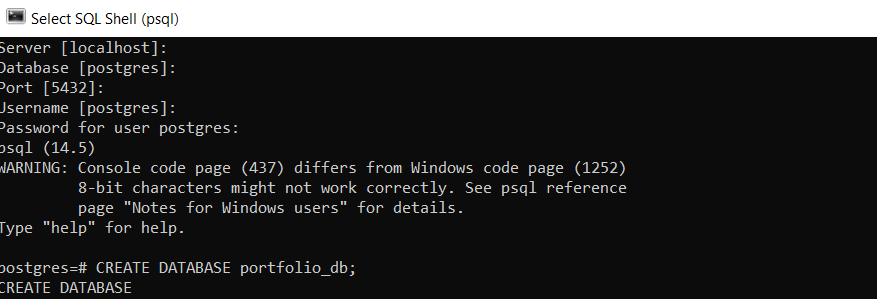 Select SQL Shell (psql)
Server [localhost]:
Database [postgres]:
Port [5432]:
Username [postgres]:
Password for user postgres:
psql (14.5)
WARNING: Console code page (437) differs from Windows code page (1252)
         8-bit characters might not work correctly. See psql reference
         page "Notes for Windows users" for details.
Type "help" for help.

postgres=# CREATE DATABASE portfolio_db;
CREATE DATABASE